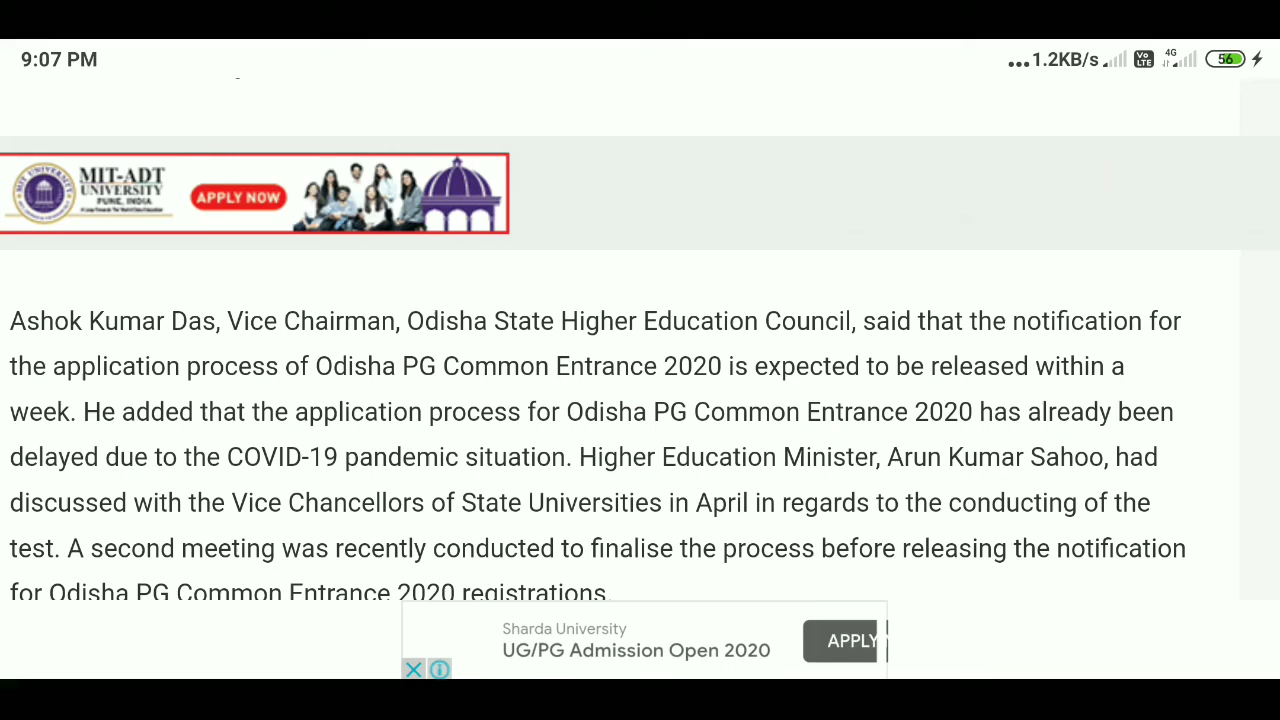 9:07 PM
...1.2KB/s
Vo
LTE
4G
56
MIT-ADT
UNIVERSITY
PUNE, INDIA
APPLY NOW
Ashok Kumar Das, Vice Chairman, Odisha State Higher Education Council, said that the notification for
the application process of Odisha PG Common Entrance 2020 is expected to be released within a
week. He added that the application process for Odisha PG Common Entrance 2020 has already been
delayed due to the COVID-19 pandemic situation. Higher Education Minister, Arun Kumar Sahoo, had
discussed with the Vice Chancellors of State Universities in April in regards to the conducting of the
test. A second meeting was recently conducted to finalise the process before releasing the notification
for Odisha PG Common Entrance 2020 registrations.
Sharda University
UG/PG Admission Open 2020
APPLY